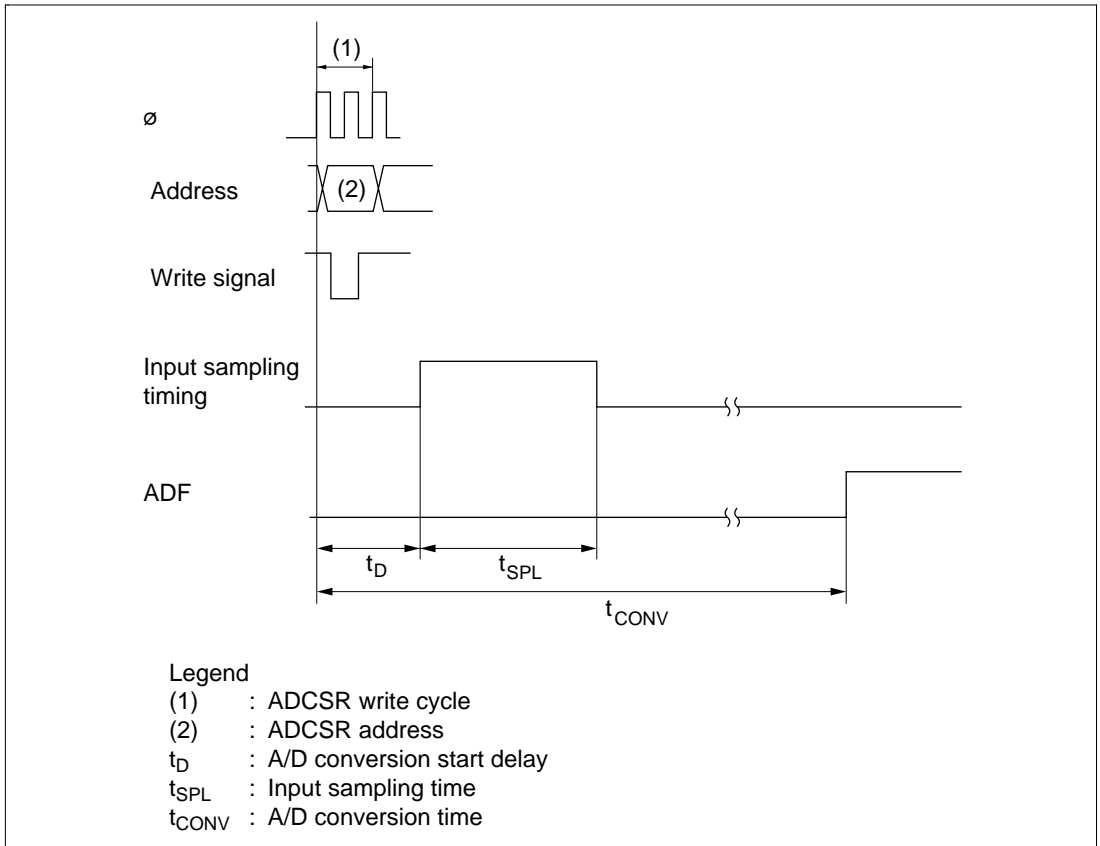 (1)
ø
Address
(2)
Write signal
Input sampling
timing
ADF
tD
tSPL
tCONV
Legend
(1) : ADCSR write cycle
(2) : ADCSR address
tD : A/D conversion start delay
tSPL : Input sampling time
tCONV : A/D conversion time